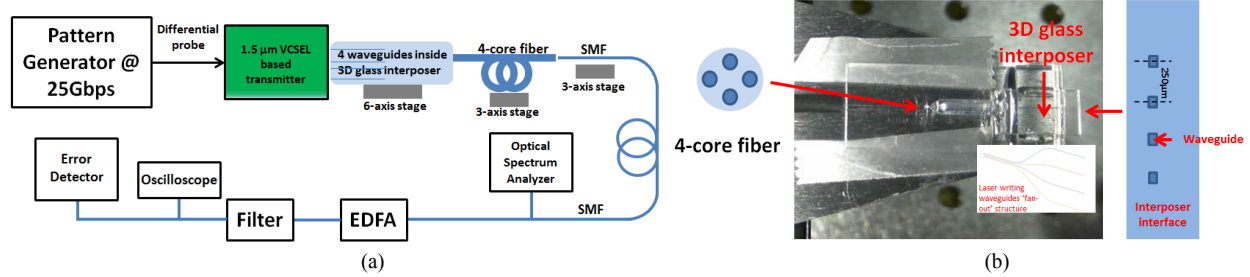 Pattern
Generator @
25Gbps
Differential
probe
1.5 µm VCSEL
based
transmitter
4 waveguides inside
3D glass interposer
6-axis stage
4-core fiber
3-axis stage
SMF
3-axis stage
Error
Detector
Oscilloscope
Filter
EDFA
Optical
Spectrum
Analyzer
SMF
(a)
4-core fiber
3D glass
interposer
Laser writing
waveguides 'fan-
out' structure
250µm
Waveguide
Interposer
interface
(b)